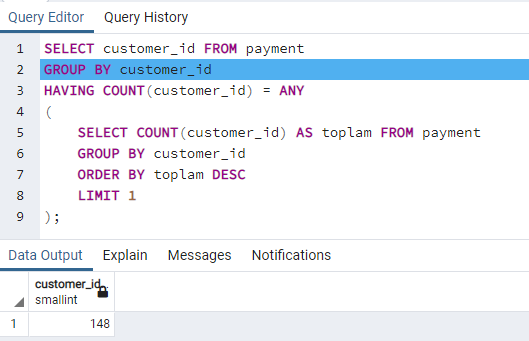 Query Editor Query History
1 SELECT customer_id FROM payment
2 GROUP BY customer_id
3 HAVING COUNT(customer_id) = ANY
4 (
5 SELECT COUNT(customer_id) AS toplam FROM payment
6 GROUP BY customer_id
7 ORDER BY toplam DESC
8 LIMIT 1
9 );
Data Output Explain Messages Notifications
customer_id
smallint
1 148